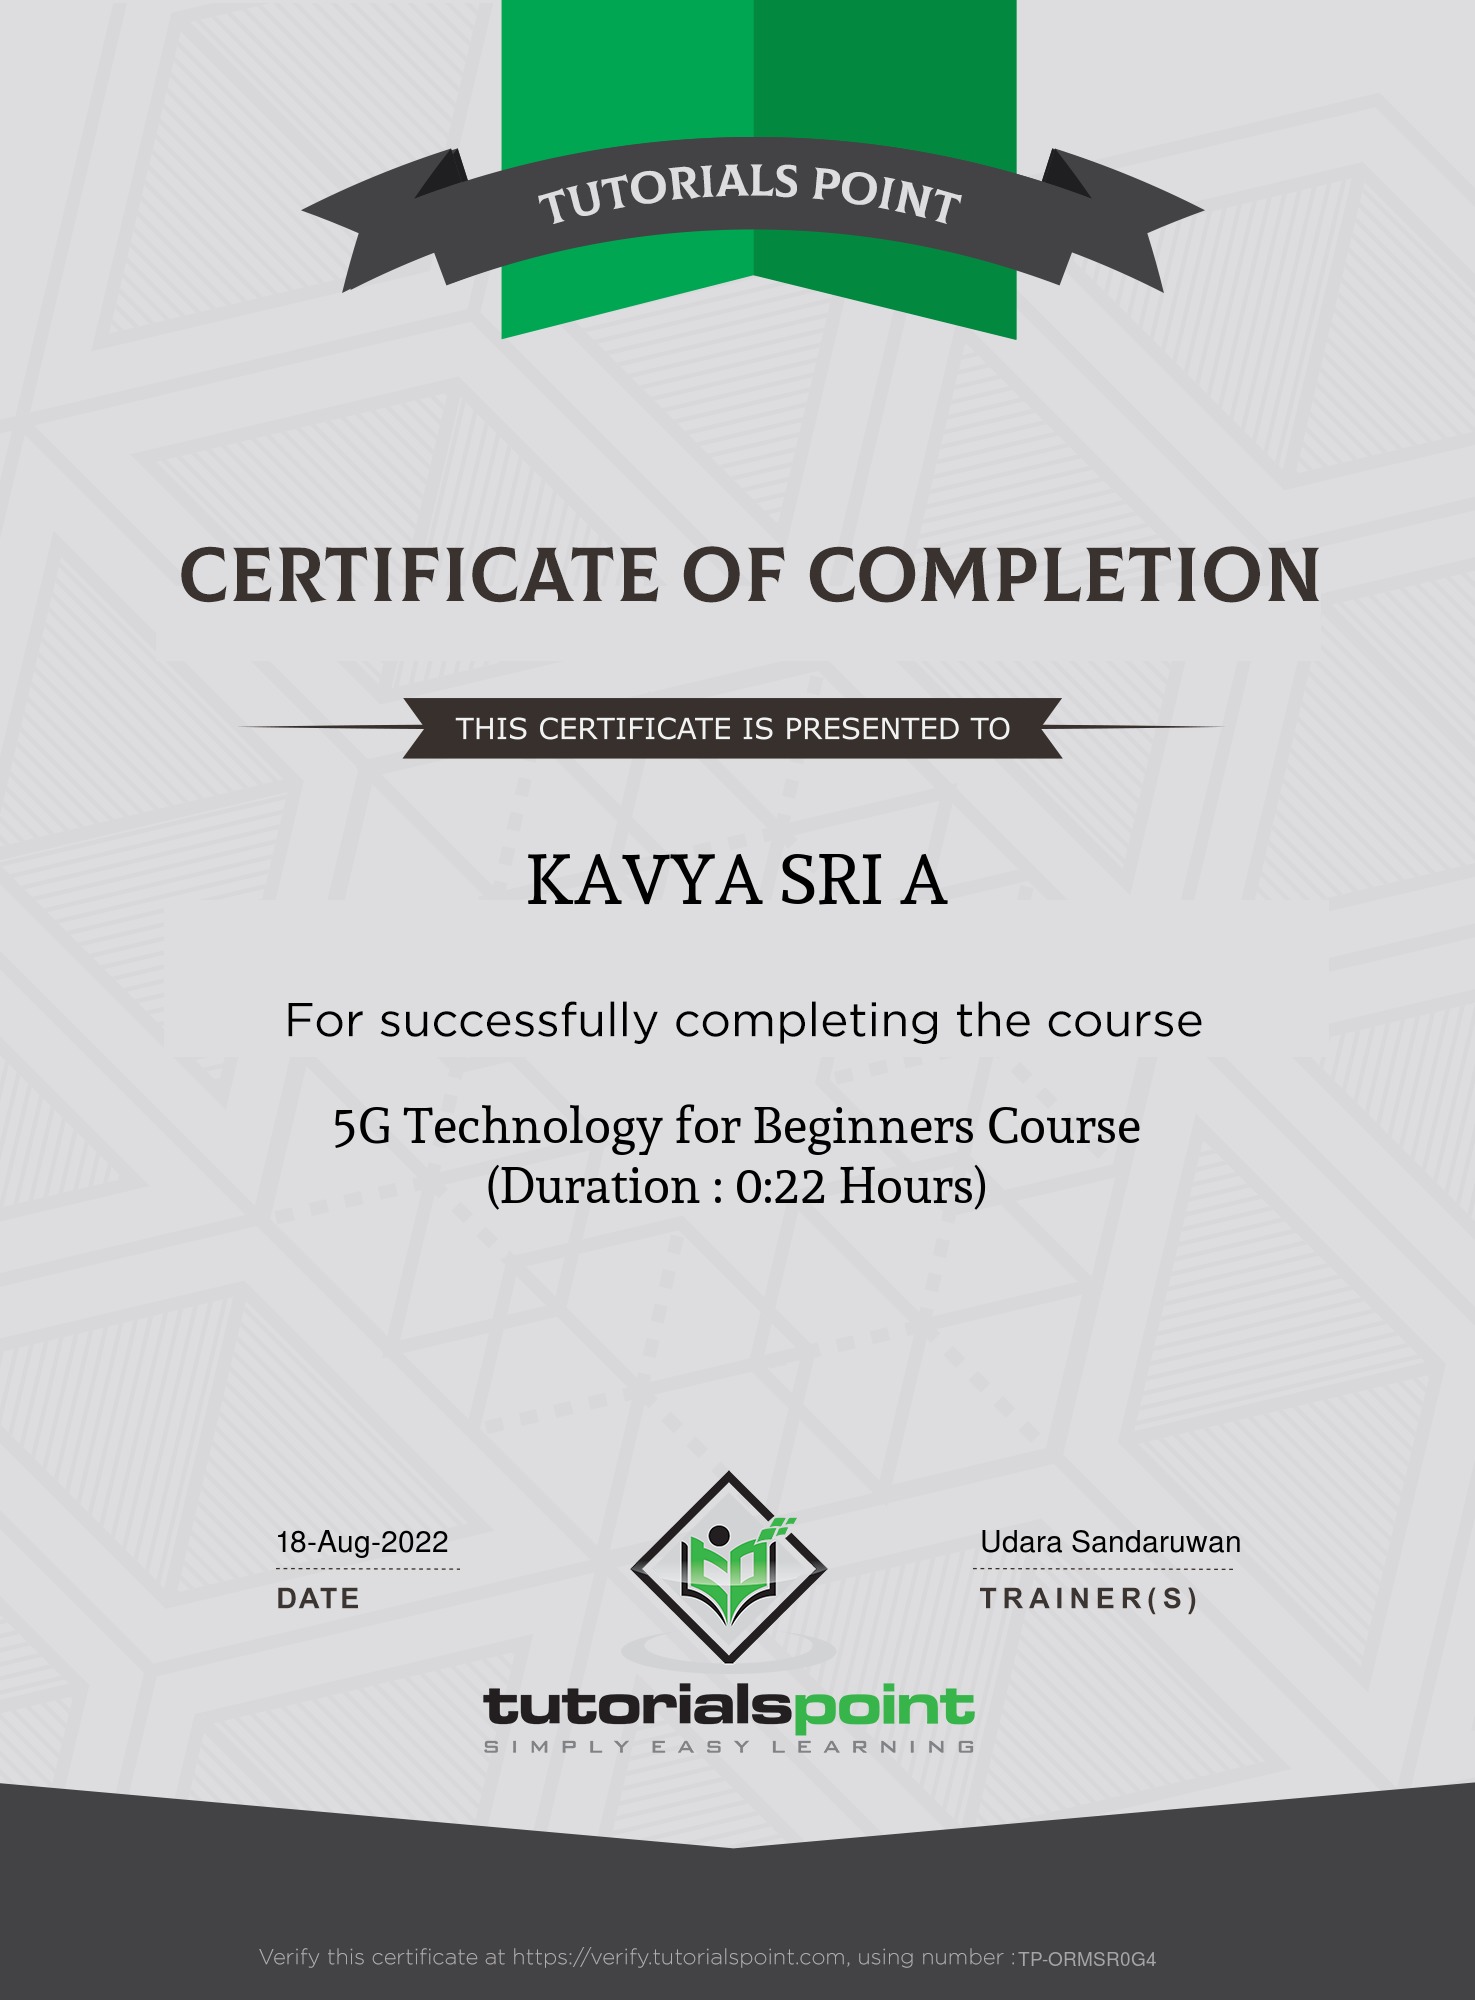 TUTORIALS POINT
CERTIFICATE OF COMPLETION
THIS CERTIFICATE IS PRESENTED TO
KAVYA SRI A
For successfully completing the course
5G Technology for Beginners Course
(Duration : 0:22 Hours)
18-Aug-2022
DATE
Udara Sandaruwan
TRAINER(S)
tutorialspoint
SIMPLY EASY LEARNING
Verify this certificate at https://verify.tutorialspoint.com, using number : TP-ORMSR0G4